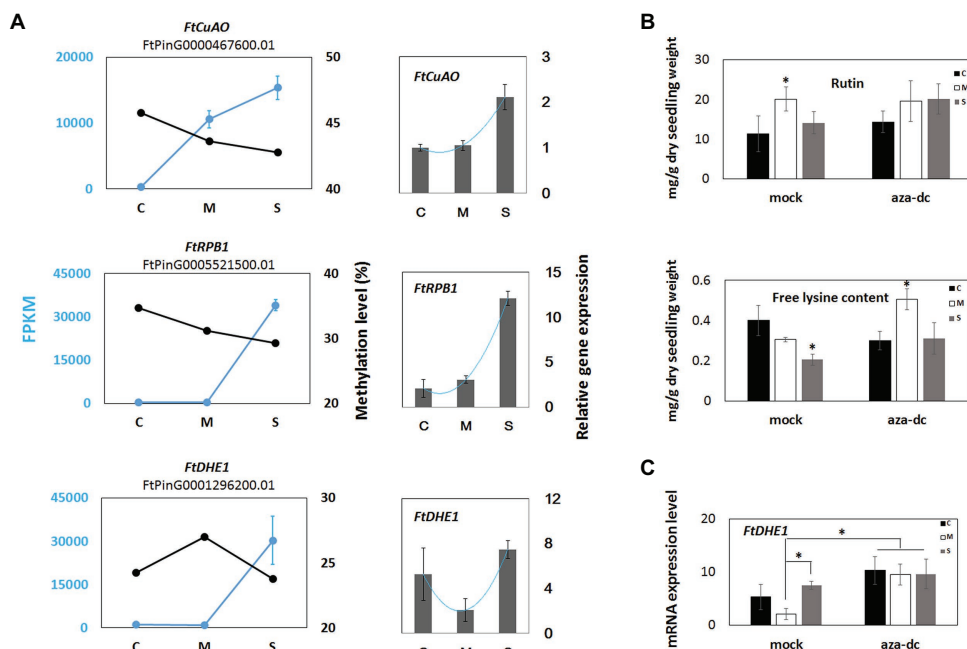 A
FtCuAO
FtPinG0000467600.01
20000
10000
0
50
45
40
C M S
FtCuAO
3
2
1
0
C M S
FtRPB1
FtPinG0005521500.01
45000
30000
15000
0
40
30
20
C M S
FtRPB1
15
10
5
0
C M S
FPKM
Methylation level (%)
Relative gene expression
FtDHE1
FtPinG0001296200.01
45000
30000
15000
0
30
25
20
C M S
FtDHE1
12
8
4
0
C M S
B
mg/g dry seedling weight
30
20
10
0
*
Rutin
C
M
S
mock aza-dc
mg/g dry seedling weight
0.6
0.4
0.2
0
Free lysine content
*
*
C
M
S
mock aza-dc
C
mRNA expression level
20
10
0
FtDHE1
*
*
C
M
S
mock aza-dc